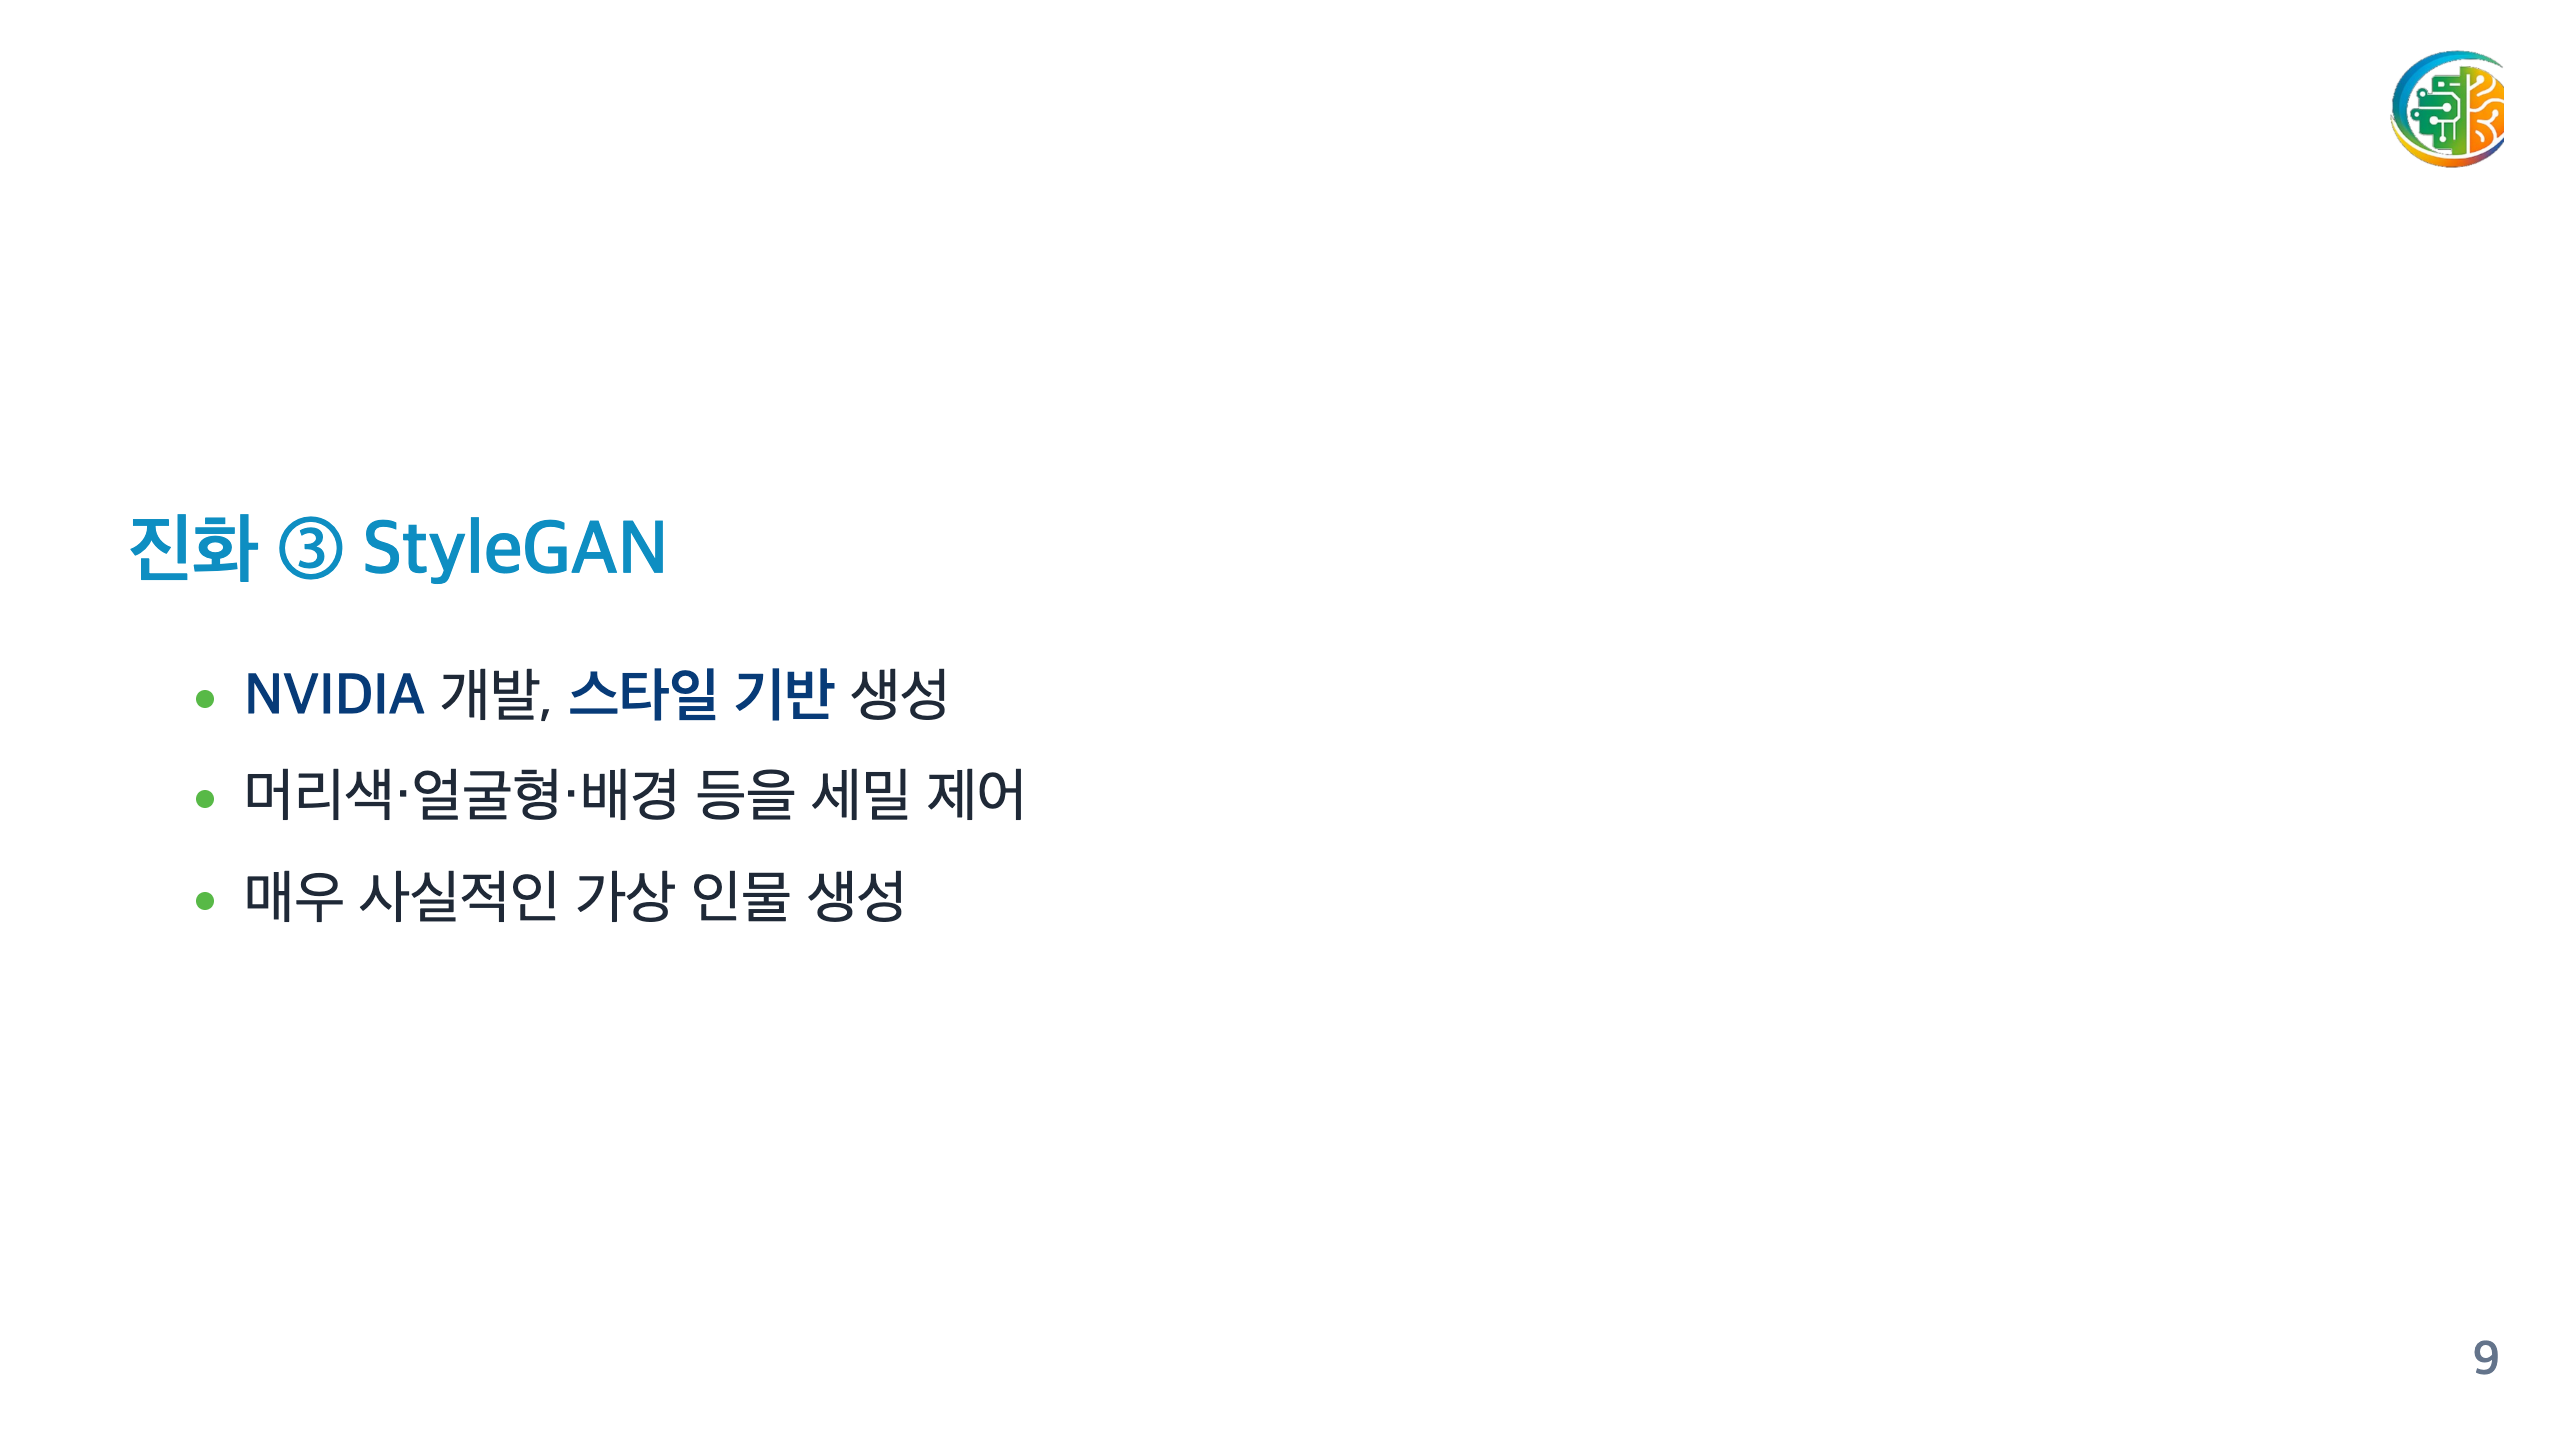 진화 ③ StyleGAN
• NVIDIA 개발, 스타일 기반 생성
• 머리색·얼굴형·배경 등을 세밀 제어
• 매우 사실적인 가상 인물 생성
9